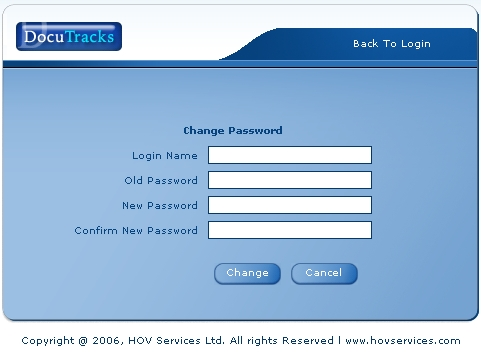 DocuTracks
Back To Login
Change Password
Login Name
Old Password
New Password
Confirm New Password
Change Cancel
Copyright @ 2006, HOV Services Ltd. All rights Reserved l www.hovservices.com